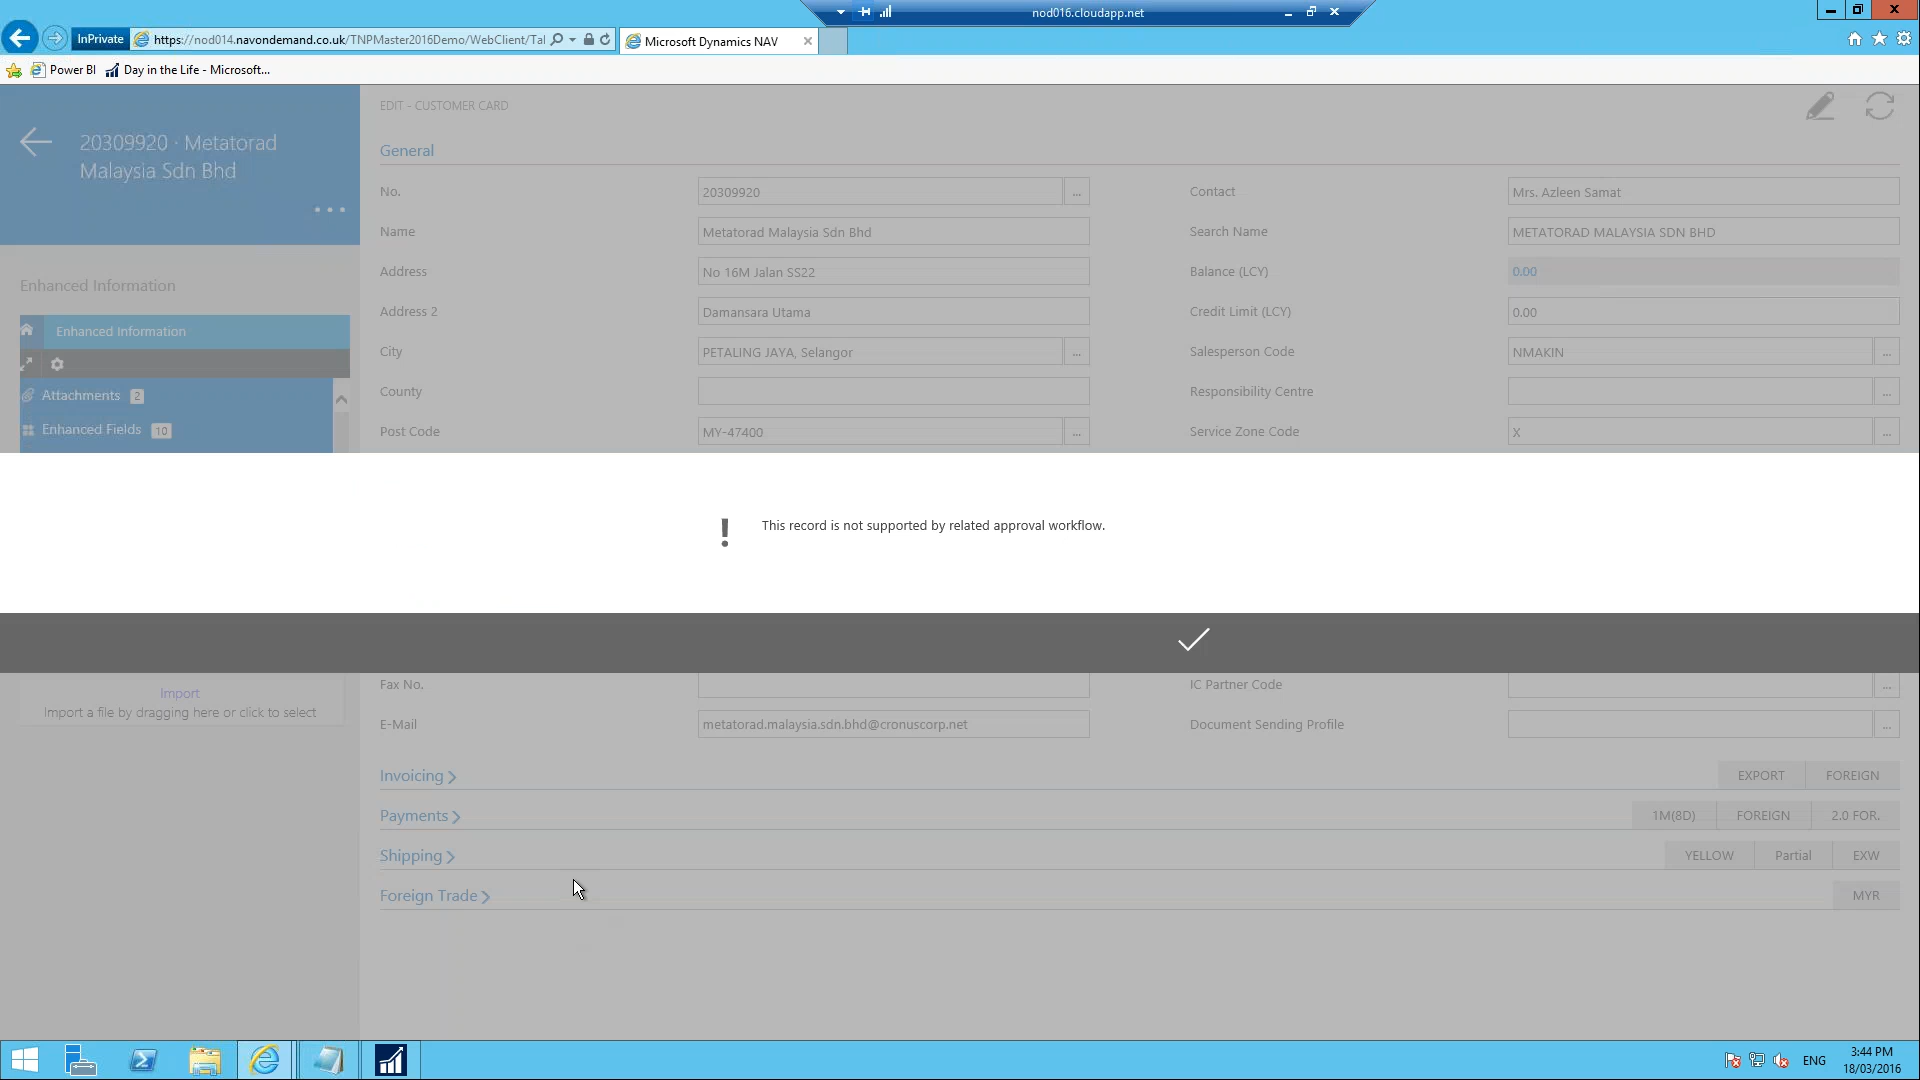 nod016.cloudapp.net
InPrivate
https://nod014.navondemand.co.uk/TNPMaster2016Demo/WebClient/Tal
Microsoft Dynamics NAV
Power BI
Day in the Life - Microsoft...
20309920 · Metatorad
Malaysia Sdn Bhd
Enhanced Information
Enhanced Information
Attachments 2
Enhanced Fields 10
EDIT - CUSTOMER CARD
General
No. 20309920 ...
Contact Mrs. Azleen Samat
Name Metatorad Malaysia Sdn Bhd
Search Name METATORAD MALAYSIA SDN BHD
Address No 16M Jalan SS22
Balance (LCY) 0.00
Address 2 Damansara Utama
Credit Limit (LCY) 0.00
City PETALING JAYA, Selangor ...
Salesperson Code NMAKIN ...
County
Responsibility Centre ...
Post Code MY-47400 ...
Service Zone Code X ...
This record is not supported by related approval workflow.
Import
Import a file by dragging here or click to select
Fax No.
IC Partner Code ...
E-Mail metatorad.malaysia.sdn.bhd@cronuscorp.net
Document Sending Profile ...
Invoicing EXPORT FOREIGN
Payments 1M(8D) FOREIGN 2.0 FOR.
Shipping YELLOW Partial EXW
Foreign Trade MYR
ENG
3:44 PM
18/03/2016